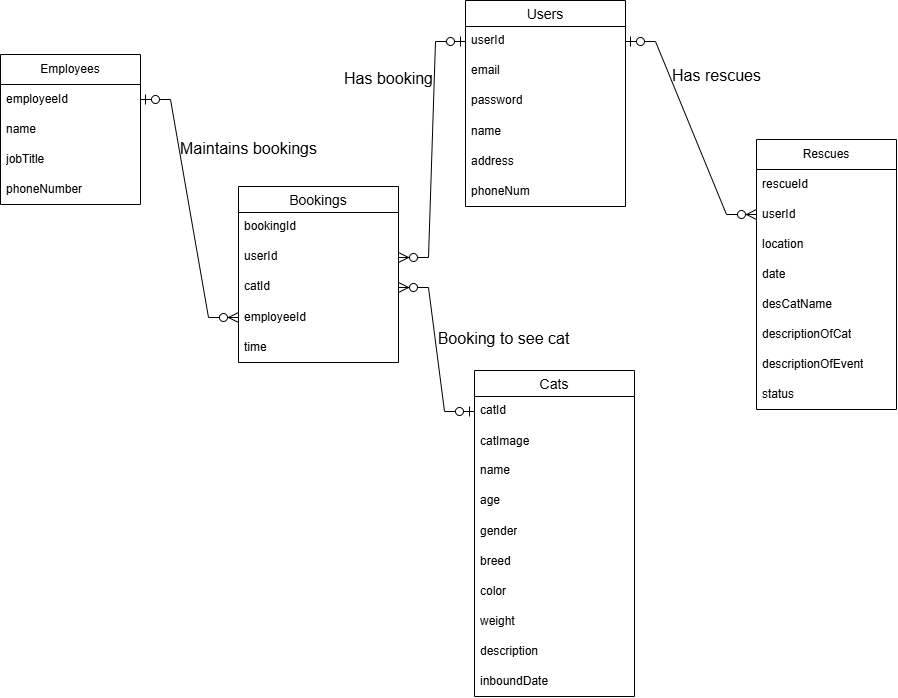 Employees
employeeId
name
jobTitle
phoneNumber
Maintains bookings
Bookings
bookingId
userId
catId
employeeId
time
Has booking
Users
userId
email
password
name
address
phoneNum
Has rescues
Rescues
rescueId
userId
location
date
desCatName
descriptionOfCat
descriptionOfEvent
status
Booking to see cat
Cats
catId
catImage
name
age
gender
breed
color
weight
description
inboundDate